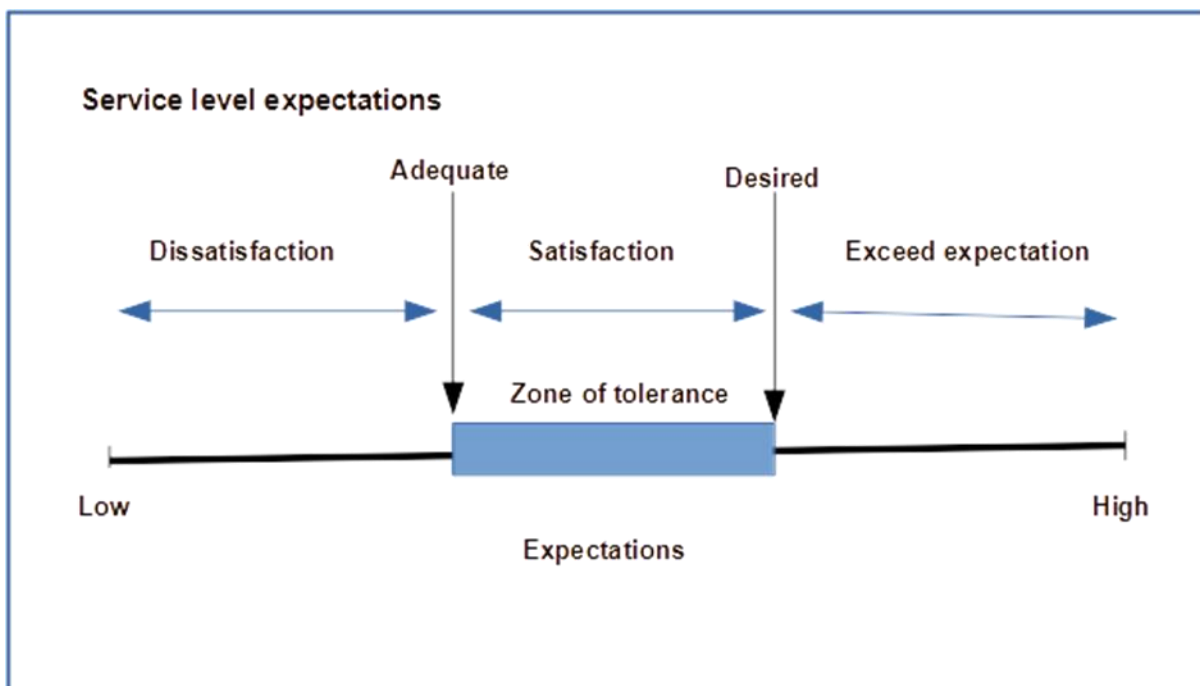 Service level expectations
Adequate
Desired
Dissatisfaction
Satisfaction
Exceed expectation
Zone of tolerance
Low
High
Expectations